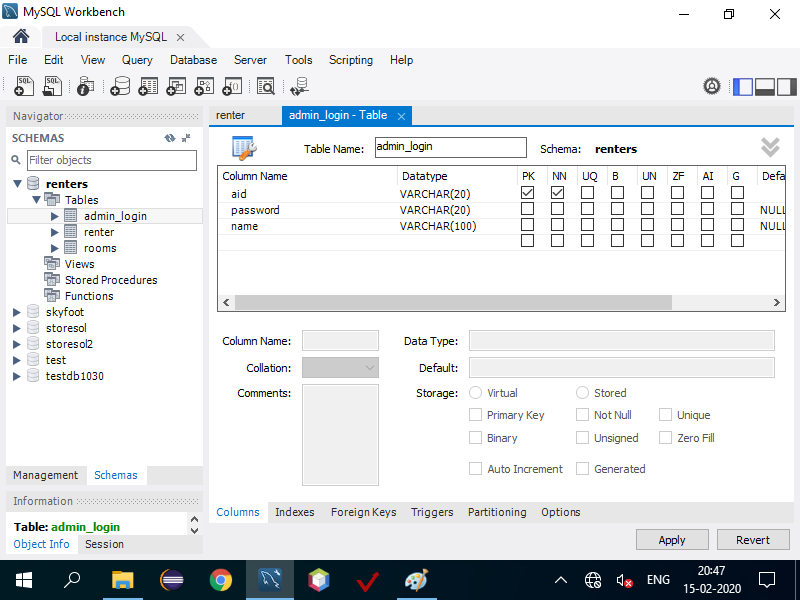 MySQL Workbench
Local instance MySQL
File Edit View Query Database Server Tools Scripting Help
SQL SQL
Navigator
SCHEMAS
Filter objects
renters
Tables
admin_login
renter
rooms
Views
Stored Procedures
Functions
skyfoot
storesol
storesol2
test
testdb1030
Management Schemas
Information
Table: admin_login
Object Info Session
renter admin_login - Table
Table Name: admin_login Schema: renters
Column Name Datatype PK NN UQ B UN ZF AI G Defa
aid VARCHAR(20)
password VARCHAR(20) NULL
name VARCHAR(100) NULL
Column Name: Data Type:
Collation: Default:
Comments: Storage: Virtual Stored
Primary Key Not Null Unique
Binary Unsigned Zero Fill
Auto Increment Generated
Columns Indexes Foreign Keys Triggers Partitioning Options
Apply Revert
ENG 20:47
15-02-2020